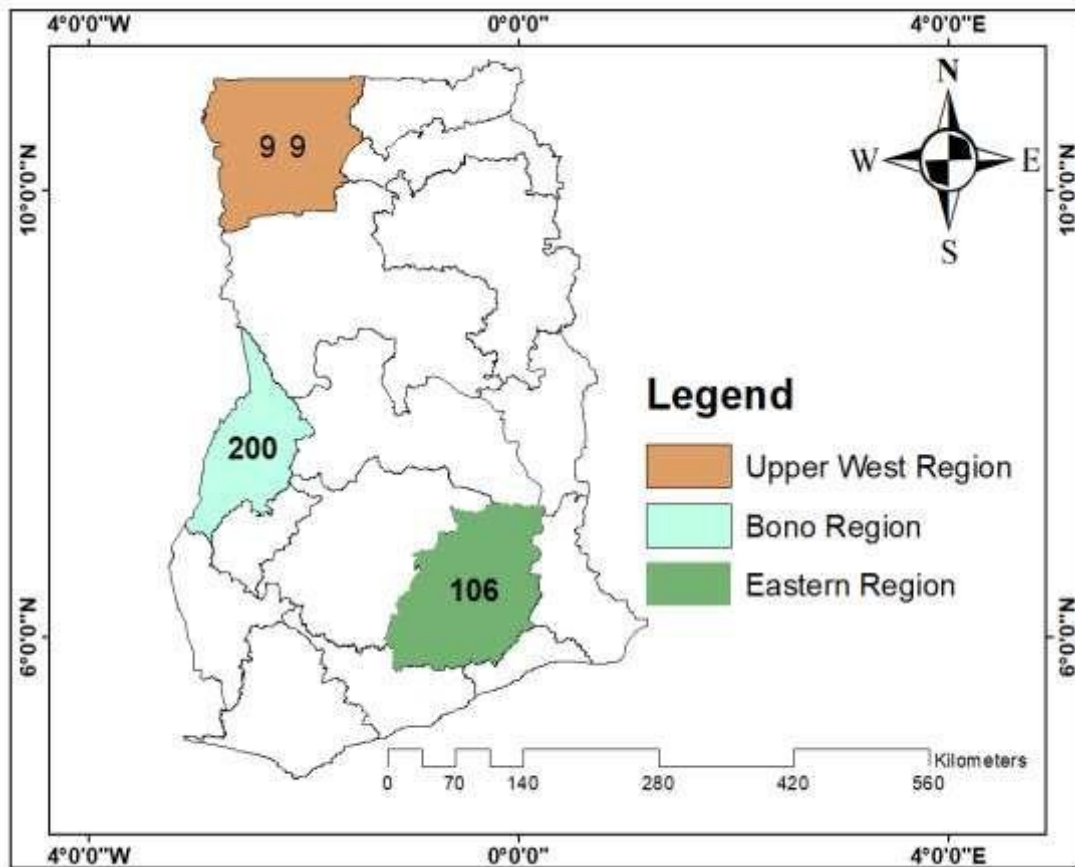 4°0'0"W 0°0'0" 4°0'0"E
N
W E
S
10°0'0"N 10°0'0"N
9 9
200
106
Legend
Upper West Region
Bono Region
Eastern Region
6°0'0"N 6°0'0"N
Kilometers
0 70 140 280 420 560
4°0'0"W 0°0'0" 4°0'0"E